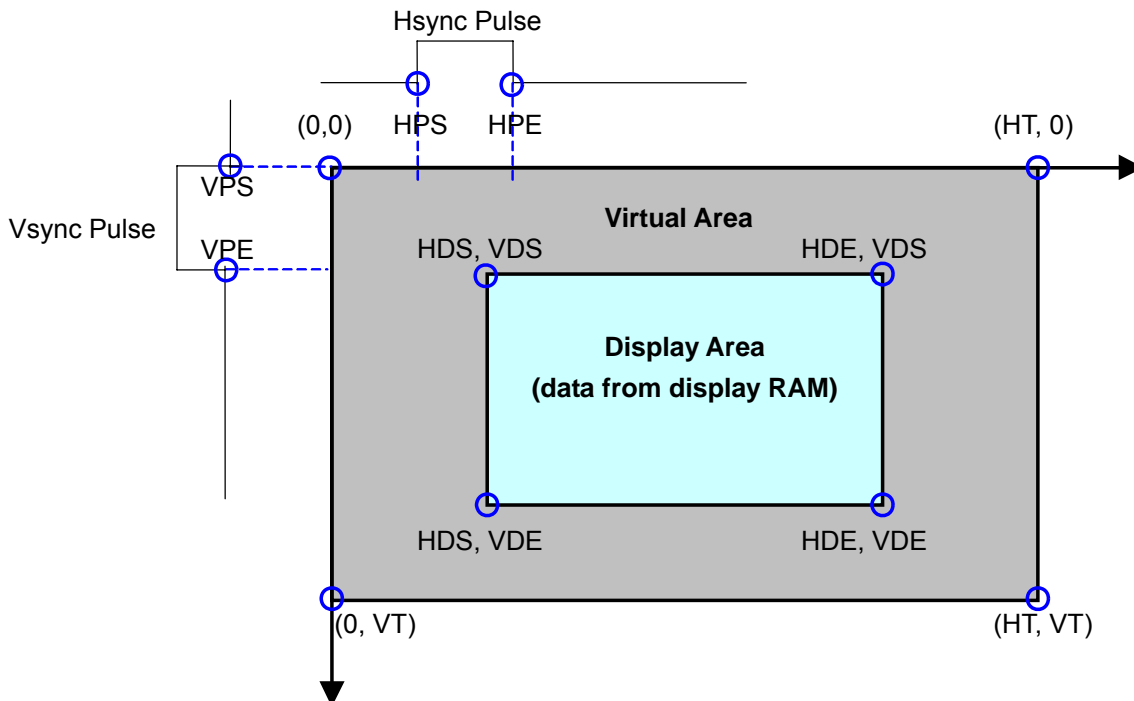 Hsync Pulse
(0,0) HPS HPE (HT, 0)
VPS
Vsync Pulse
VPE
Virtual Area
HDS, VDS HDE, VDS
Display Area
(data from display RAM)
HDS, VDE HDE, VDE
(0, VT) (HT, VT)